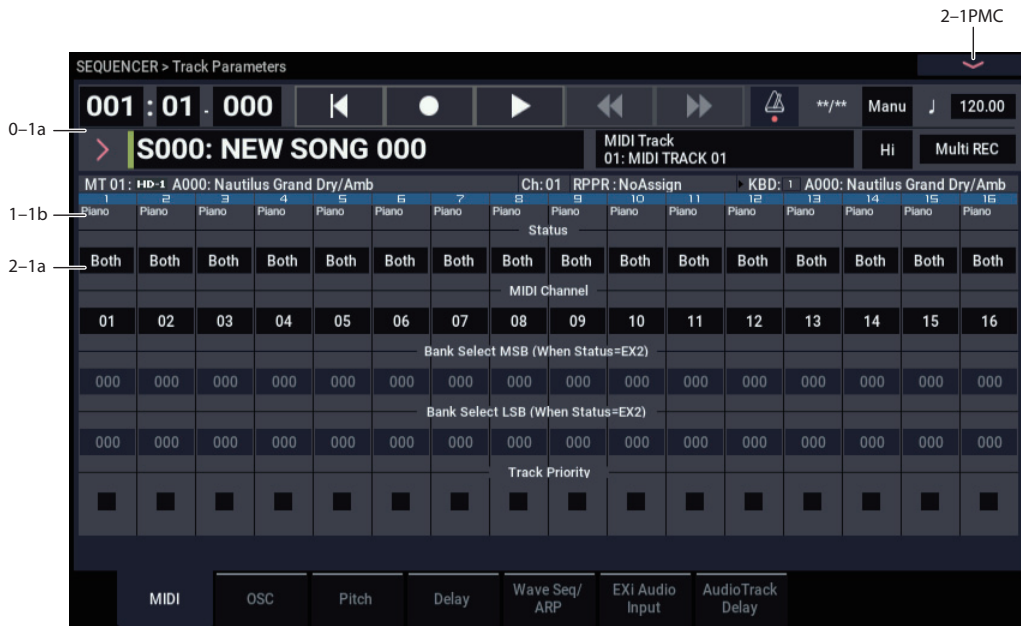 2–1PMC
SEQUENCER > Track Parameters
001 : 01 . 000 **/** Manu ♩ 120.00
0–1a
S000: NEW SONG 000 MIDI Track
01: MIDI TRACK 01 Hi Multi REC
MT 01: HD-1 A000: Nautilus Grand Dry/Amb Ch: 01 RPPR : NoAssign KBD: 1 A000: Nautilus Grand Dry/Amb
1 2 3 4 5 6 7 8 9 10 11 12 13 14 15 16
1–1b
Piano Piano Piano Piano Piano Piano Piano Piano Piano Piano Piano Piano Piano Piano Piano Piano
Status
2–1a
Both Both Both Both Both Both Both Both Both Both Both Both Both Both Both Both
MIDI Channel
01 02 03 04 05 06 07 08 09 10 11 12 13 14 15 16
Bank Select MSB (When Status=EX2)
000 000 000 000 000 000 000 000 000 000 000 000 000 000 000 000
Bank Select LSB (When Status=EX2)
000 000 000 000 000 000 000 000 000 000 000 000 000 000 000 000
Track Priority
MIDI OSC Pitch Delay Wave Seq/
ARP EXi Audio
Input AudioTrack
Delay